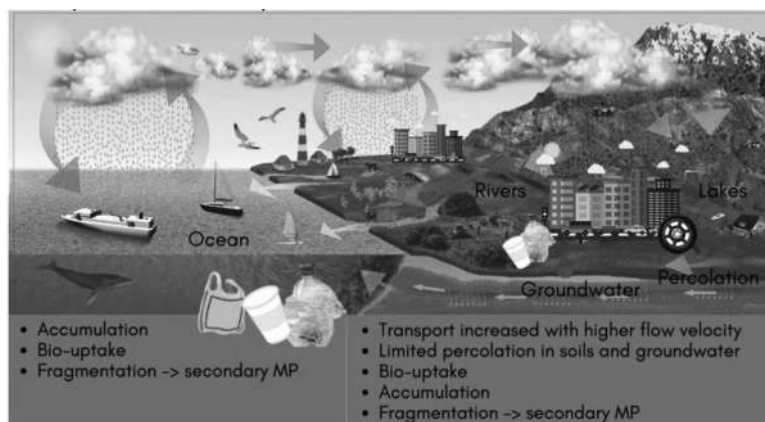 Rivers
Lakes
Ocean
Percolation
Groundwater
• Accumulation
• Bio-uptake
• Fragmentation -> secondary MP
• Transport increased with higher flow velocity
• Limited percolation in soils and groundwater
• Bio-uptake
• Accumulation
• Fragmentation -> secondary MP